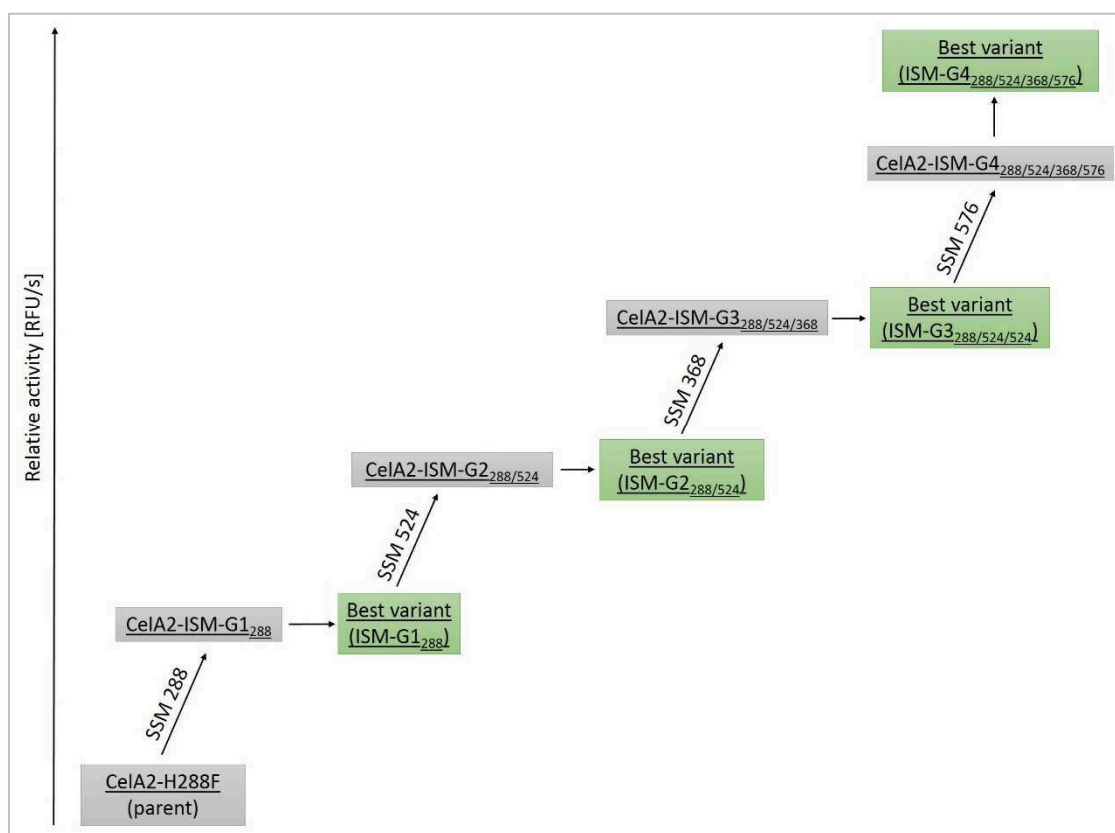 Best variant
(ISM-G4288/524/368/576)
CelA2-ISM-G4288/524/368/576
SSM 576
Best variant
(ISM-G3288/524/524)
CelA2-ISM-G3288/524/368
SSM 368
Best variant
(ISM-G2288/524)
CelA2-ISM-G2288/524
SSM 524
Best variant
(ISM-G1288)
CelA2-ISM-G1288
SSM 288
CelA2-H288F
(parent)
Relative activity [RFU/s]